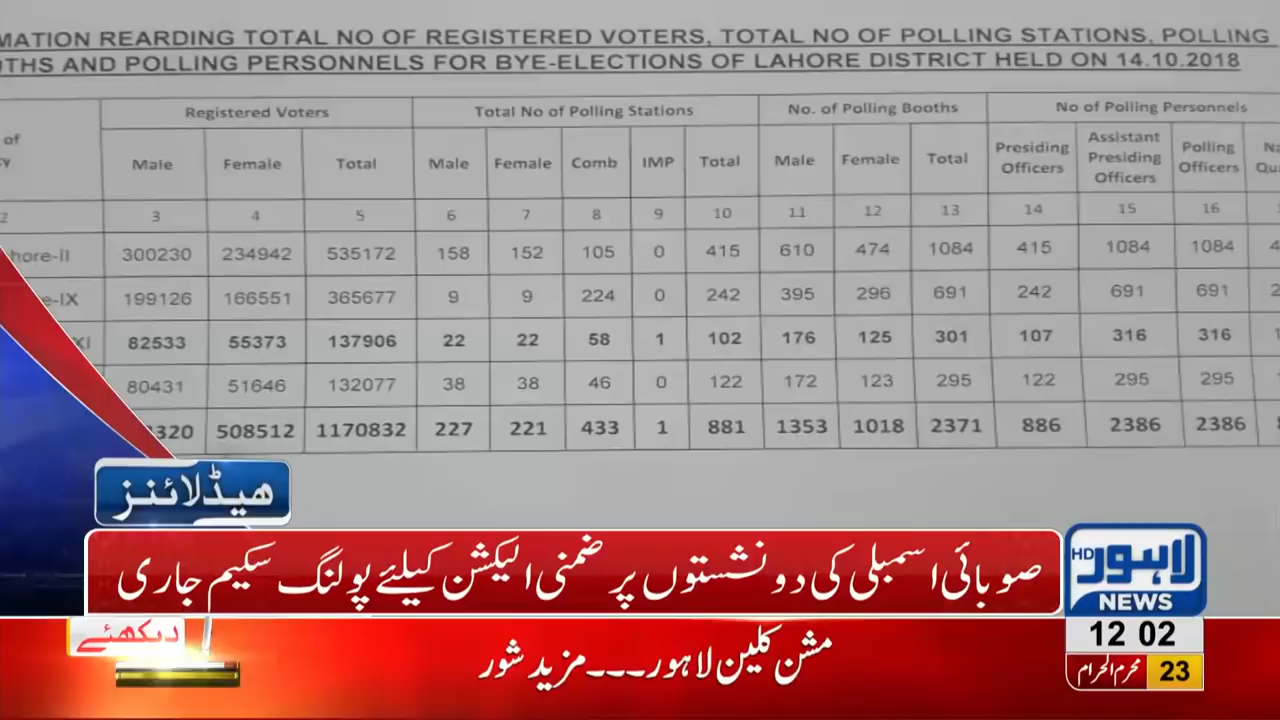 MATION REARDING TOTAL NO OF REGISTERED VOTERS, TOTAL NO OF POLLING STATIONS, POLLING
OTHS AND POLLING PERSONNELS FOR BYE-ELECTIONS OF LAHORE DISTRICT HELD ON 14.10.2018
of Registered Voters Total No of Polling Stations No. of Polling Booths No of Polling Personnels
Male Female Total Male Female Comb IMP Total Male Female Total Presiding Officers Assistant Presiding Officers Polling Officers
2 3 4 5 6 7 8 9 10 11 12 13 14 15 16
hore-II 300230 234942 535172 158 152 105 0 415 610 474 1084 415 1084 1084
e-IX 199126 166551 365677 9 9 224 0 242 395 296 691 242 691 691
XI 82533 55373 137906 22 22 58 1 102 176 125 301 107 316 316
80431 51646 132077 38 38 46 0 122 172 123 295 122 295 295
320 508512 1170832 227 221 433 1 881 1353 1018 2371 886 2386 2386
ہیڈلائنز
صوبائی اسمبلی کی دو نشستوں پر ضمنی الیکشن کیلئے پولنگ سکیم جاری
لاہور HD
NEWS
12 02
دیکھئے
مشن کلین لاہور۔۔۔مزید شور
محرم الحرام 23